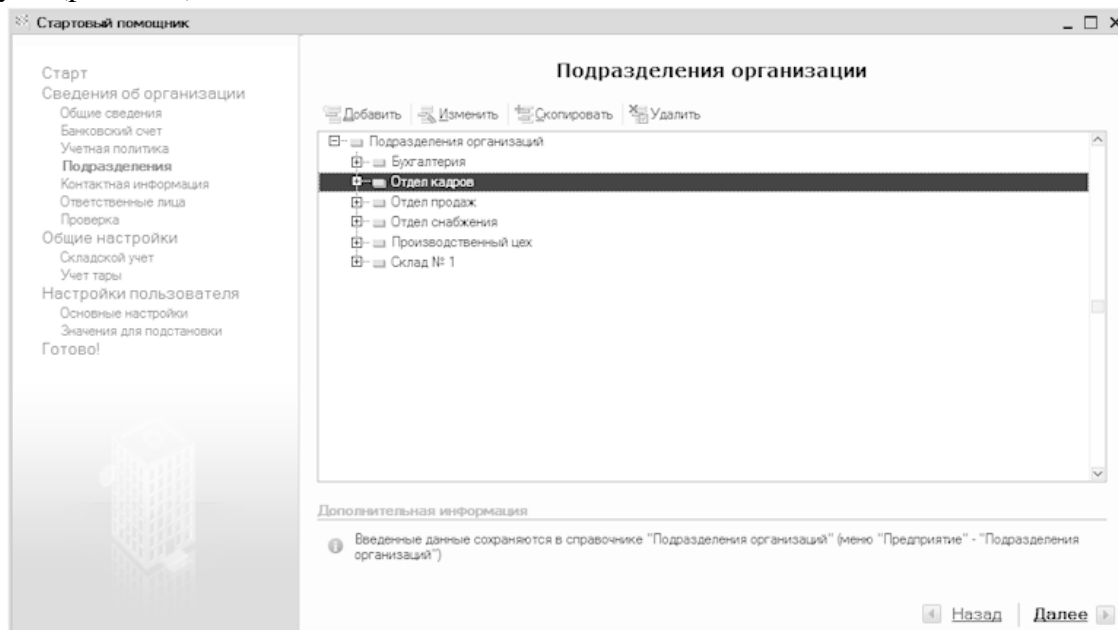 Стартовый помощник
Старт
Сведения об организации
Общие сведения
Банковский счет
Учетная политика
Подразделения
Контактная информация
Ответственные лица
Проверка
Общие настройки
Складской учет
Учет тары
Настройки пользователя
Основные настройки
Значения для подстановки
Готово!
Подразделения организации
Добавить Изменить Скопировать Удалить
Подразделения организаций
Бухгалтерия
Отдел кадров
Отдел продаж
Отдел снабжения
Производственный цех
Склад № 1
Дополнительная информация
Введенные данные сохраняются в справочнике "Подразделения организаций" (меню "Предприятие" - "Подразделения
организаций")
Назад Далее